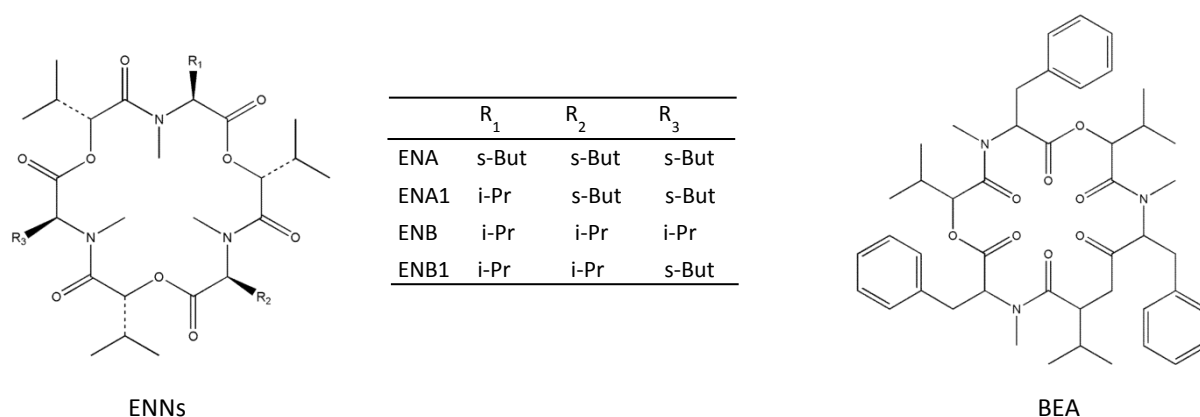 O R₁
O
N
O O O
R₃ N N O
O
O R₂
O
ENNs
R₁ R₂ R₃
ENA s-But s-But s-But
ENA1 i-Pr s-But s-But
ENB i-Pr i-Pr i-Pr
ENB1 i-Pr i-Pr s-But
O
N
O
O O N
O O O
O
N
BEA